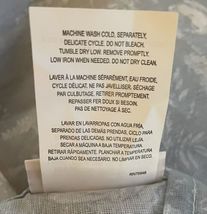 MACHINE WASH COLD, SEPARATELY,
DELICATE CYCLE. DO NOT BLEACH.
TUMBLE DRY LOW. REMOVE PROMPTLY.
LOW IRON WHEN NEEDED. DO NOT DRY CLEAN.
LAVER À LA MACHINE SÉPARÉMENT, EAU FROIDE,
CYCLE DÉLICAT. NE PAS JAVELLISER. SÉCHAGE
PAR CULBUTAGE. RETIRER PROMPTEMENT.
REPASSER FER DOUX SI BESOIN.
PAS DE NETTOYAGE À SEC.
LAVAR EN LAVARROPAS CON AGUA FRIA,
SEPARADO DE LAS DEMÁS PRENDAS, CICLO PARA
PRENDAS DELICADAS. NO UTILIZAR LEJIA.
SECAR A MÁQUINA A BAJA TEMPERATURA.
RETIRAR RÁPIDAMENTE. PLANCHAR A TEMPERATURA
BAJA CUANDO SEA NECESARIO. NO LIMPIAR EN SECO.